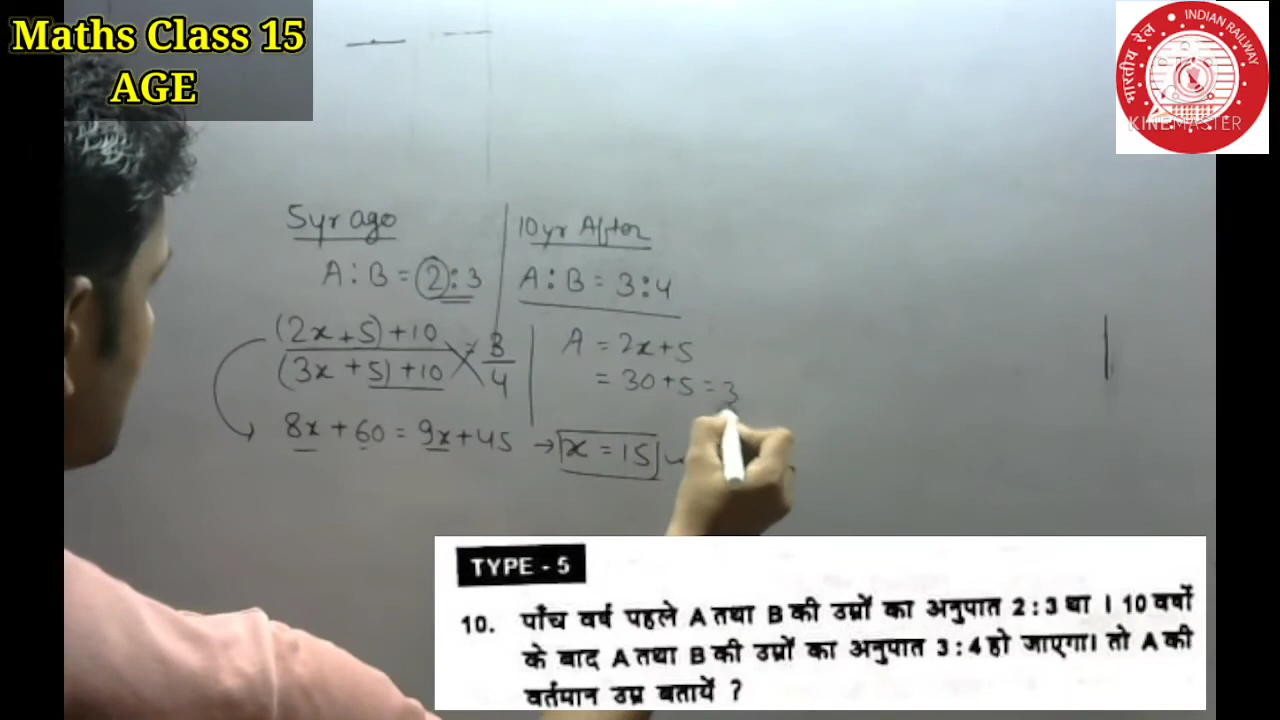 Maths Class 15
AGE
INDIAN RAILWAY
भारतीय रेल
KINEMASTER
5yr ago
10yr After
A:B = 2:3
A:B = 3:4
(2x+5)+10 / (3x+5)+10 = 3/4
A = 2x+5
= 30+5 = 3
8x+60 = 9x+45 → x = 15
TYPE - 5
10. पाँच वर्ष पहले A तथा B की उम्रों का अनुपात 2 : 3 था । 10 वर्षो
के बाद A तथा B की उम्रों का अनुपात 3 : 4 हो जाएगा। तो A की
वर्तमान उम्र बतायें ?